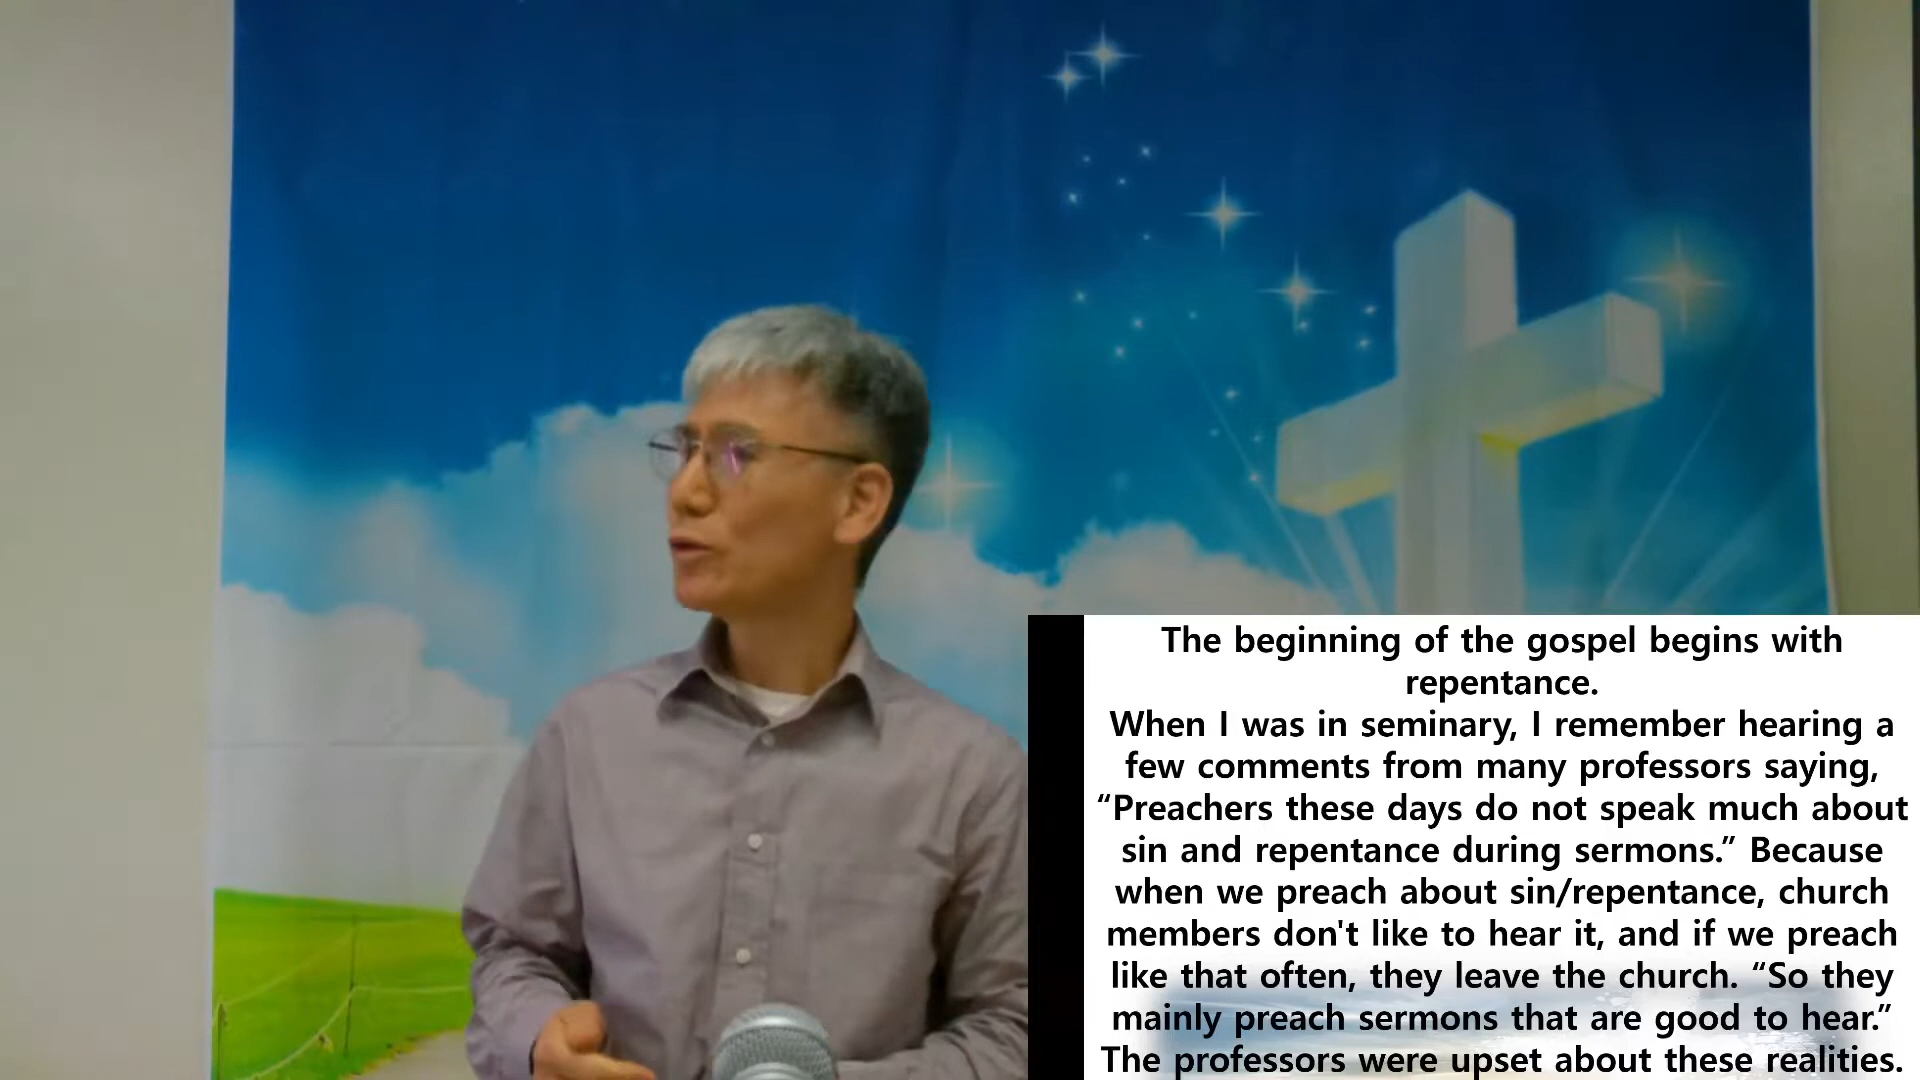 The beginning of the gospel begins with
repentance.
When I was in seminary, I remember hearing a
few comments from many professors saying,
“Preachers these days do not speak much about
sin and repentance during sermons.” Because
when we preach about sin/repentance, church
members don't like to hear it, and if we preach
like that often, they leave the church. “So they
mainly preach sermons that are good to hear.”
The professors were upset about these realities.